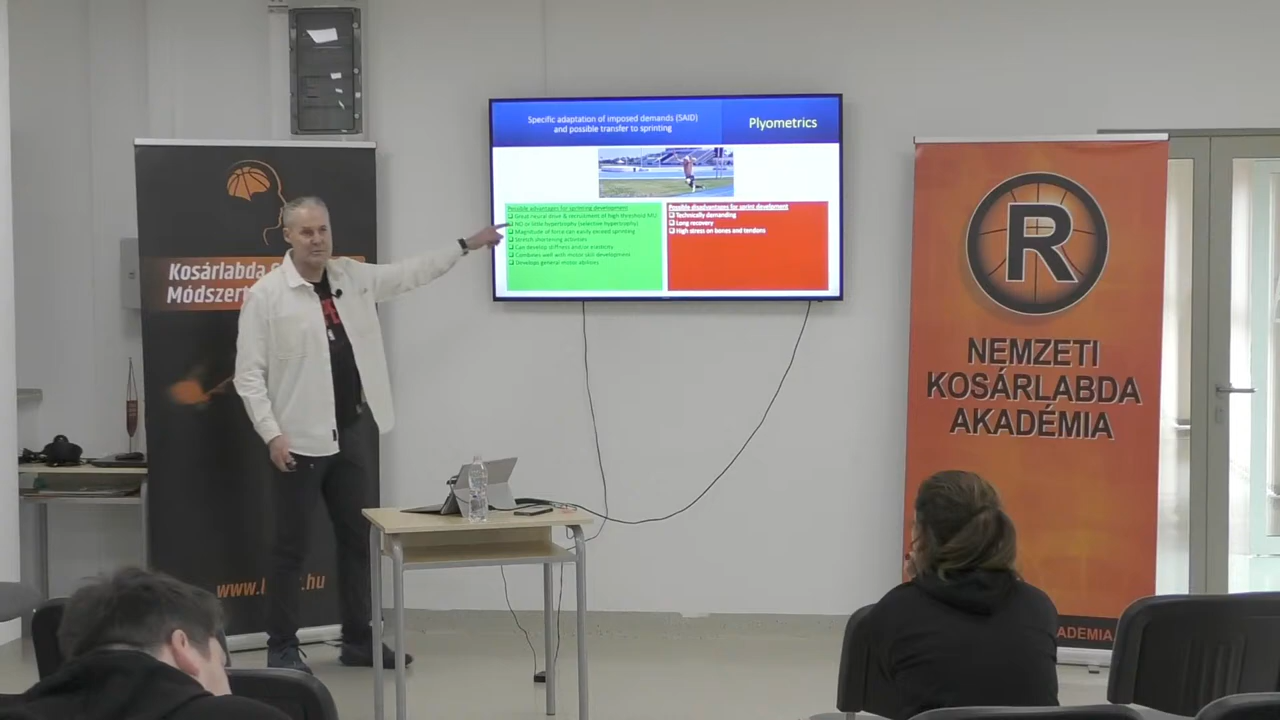 Specific adaptation of imposed demands (SAID)
and possible transfer to sprinting
Plyometrics
Possible advantages for sprinting development
Great neural drive & recruitment of high threshold MU
NO or little hypertrophy (selective hypertrophy)
Magnitude of force can easily exceed sprinting
Stretch shortening activities
Can develop stiffness and/or elasticity
Combines well with motor skill development
Develops general motor abilities
Possible disadvantages for sprint development
Technically demanding
Long recovery
High stress on bones and tendons
Kosárlabda
Módszert
www.
.hu
R
NEMZETI
KOSÁRLABDA
AKADÉMIA
ADEMIA